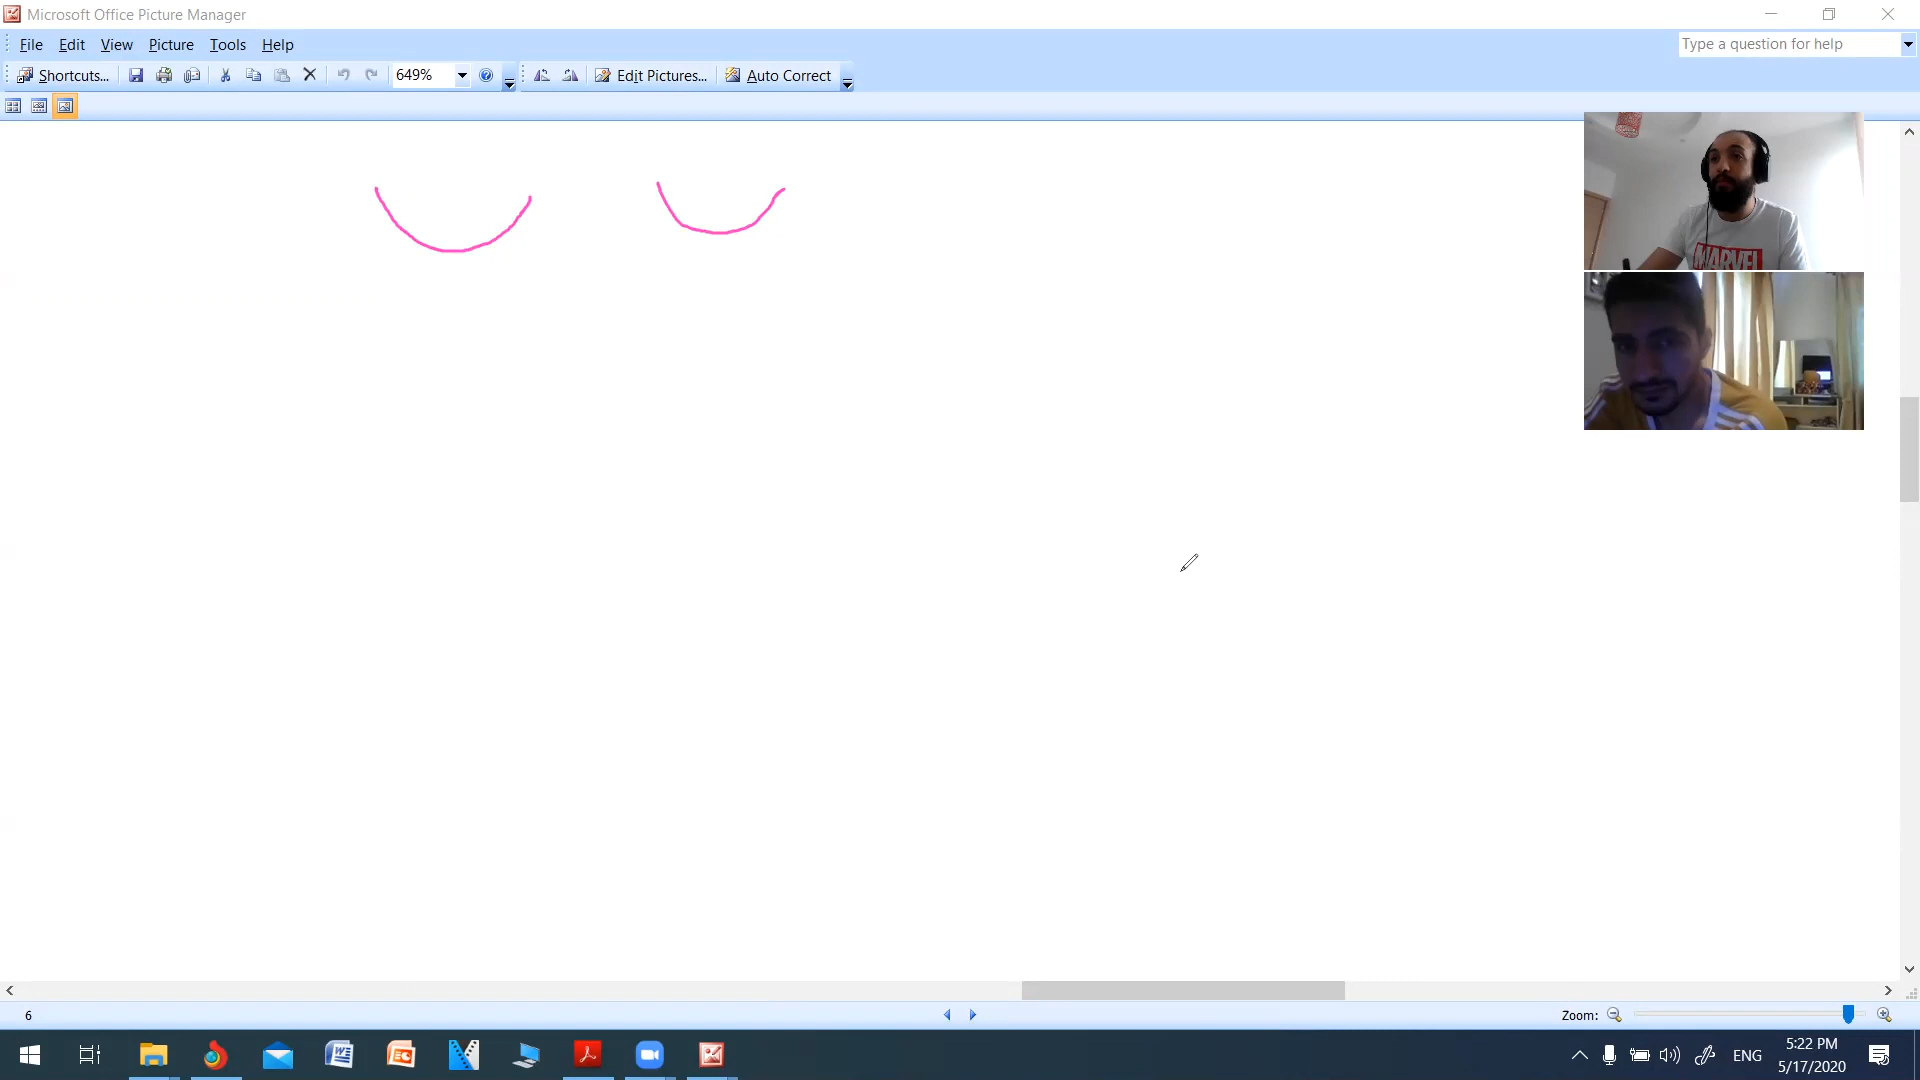 Microsoft Office Picture Manager
File Edit View Picture Tools Help
Type a question for help
Shortcuts... 649% Edit Pictures... Auto Correct
MARVEL
6
Zoom:
ENG
5:22 PM
5/17/2020